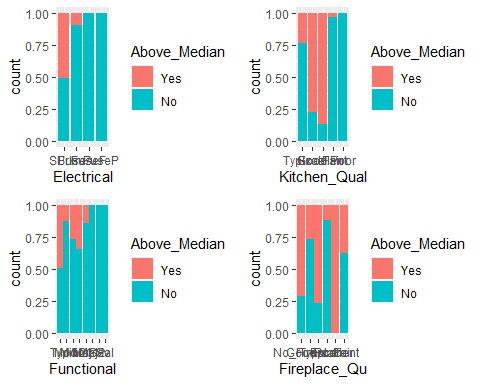 1.00
0.75
0.50
0.25
0.00
count
Electrical
Above_Median
Yes
No
1.00
0.75
0.50
0.25
0.00
count
Kitchen_Qual
Above_Median
Yes
No
1.00
0.75
0.50
0.25
0.00
count
Functional
Above_Median
Yes
No
1.00
0.75
0.50
0.25
0.00
count
Fireplace_Qu
Above_Median
Yes
No